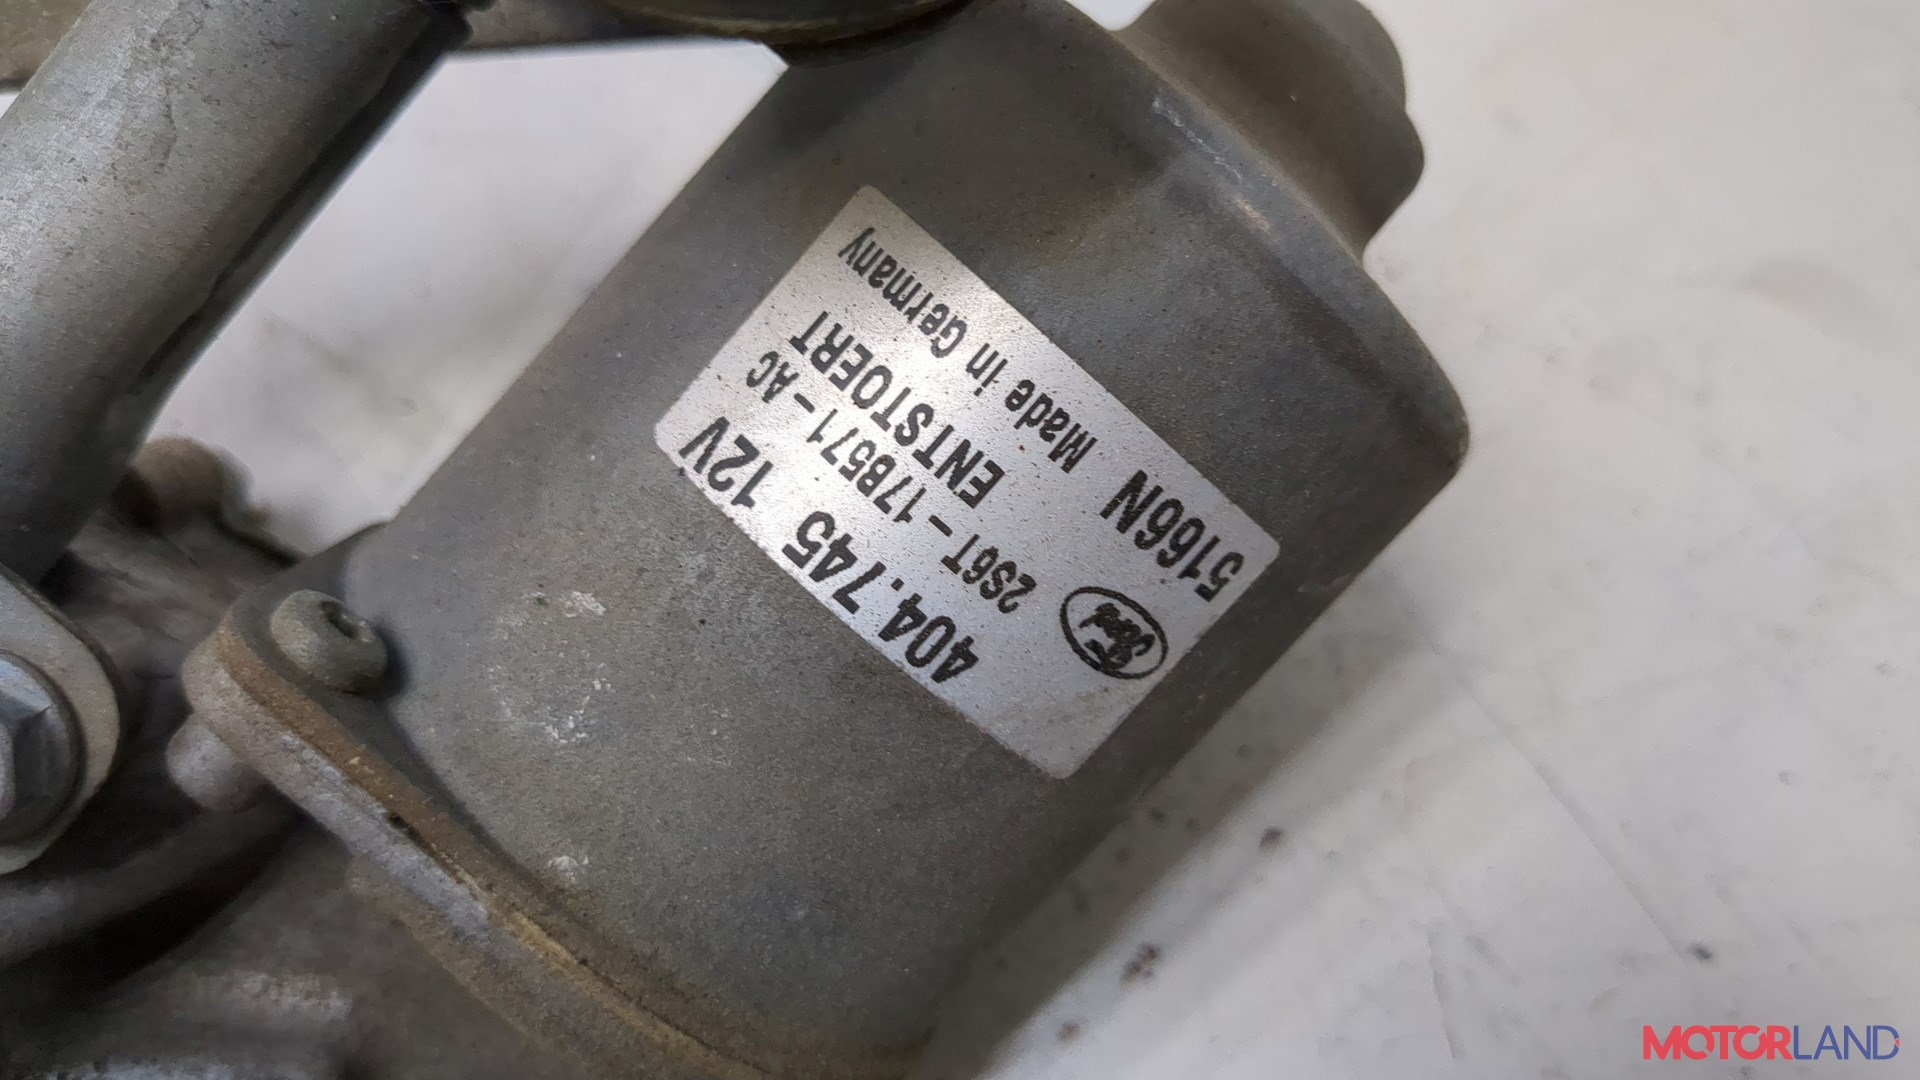 404.745 12V
2S6T-17B571-AC
Ford ENTSTOERT
5166N Made in Germany
MOTORLAND